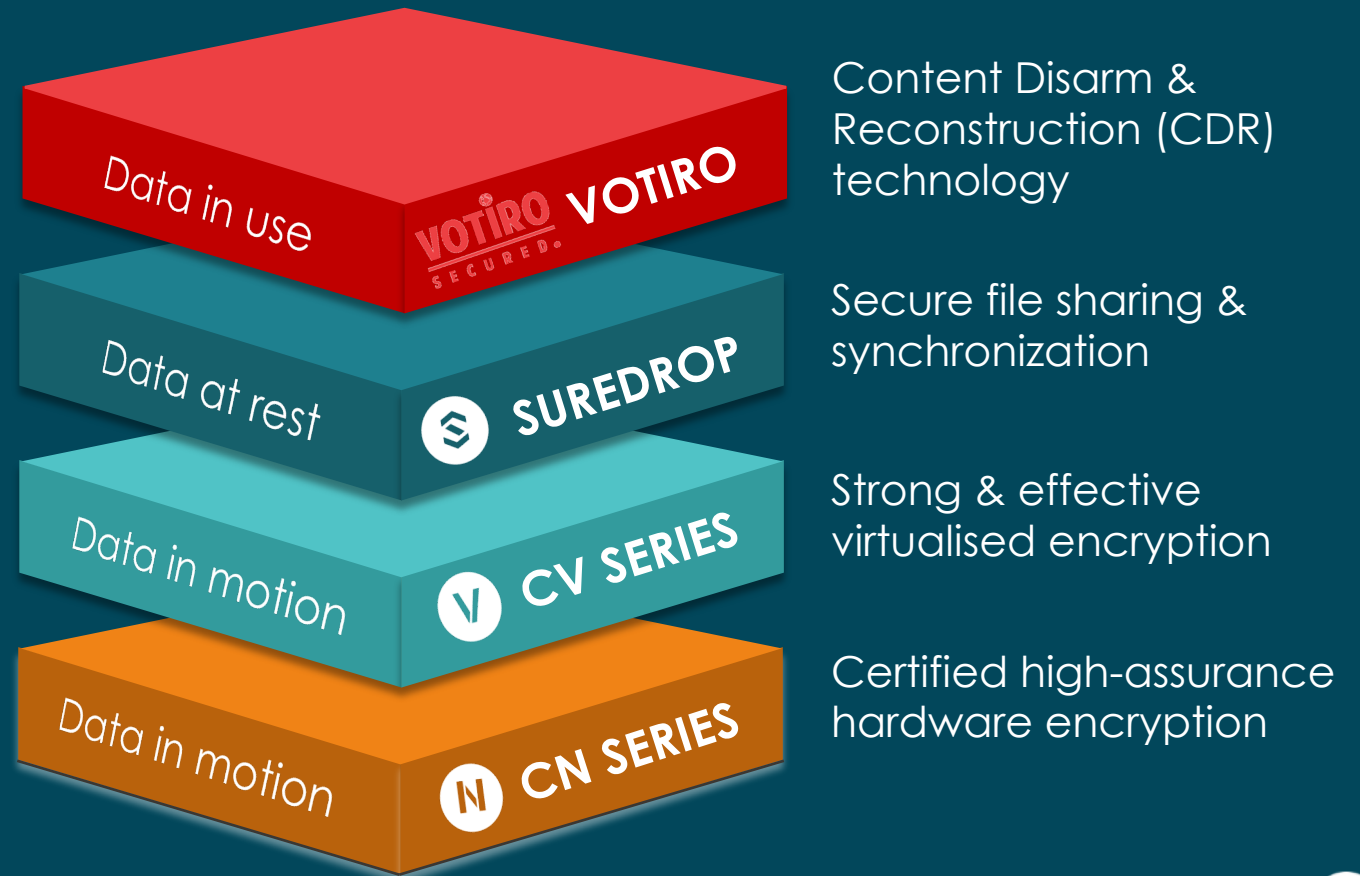 Data in use
VOTIRO
SECURED.
VOTIRO
Content Disarm &
Reconstruction (CDR)
technology
Data at rest
SUREDROP
Secure file sharing &
synchronization
Data in motion
V
CV SERIES
Strong & effective
virtualised encryption
Data in motion
N
CN SERIES
Certified high-assurance
hardware encryption